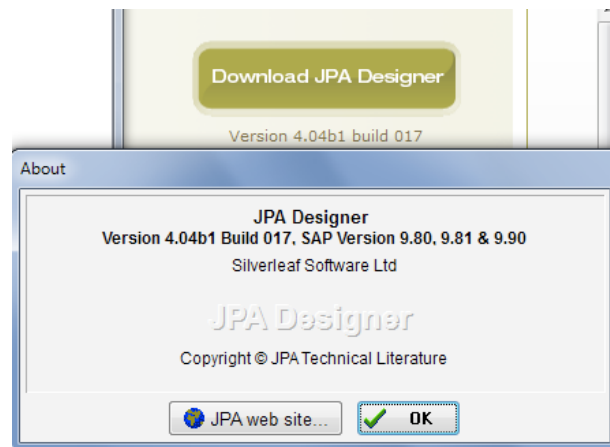 Download JPA Designer
Version 4.04b1 build 017
About
JPA Designer
Version 4.04b1 Build 017, SAP Version 9.80, 9.81 & 9.90
Silverleaf Software Ltd
JPA Designer
Copyright © JPA Technical Literature
JPA web site...
OK